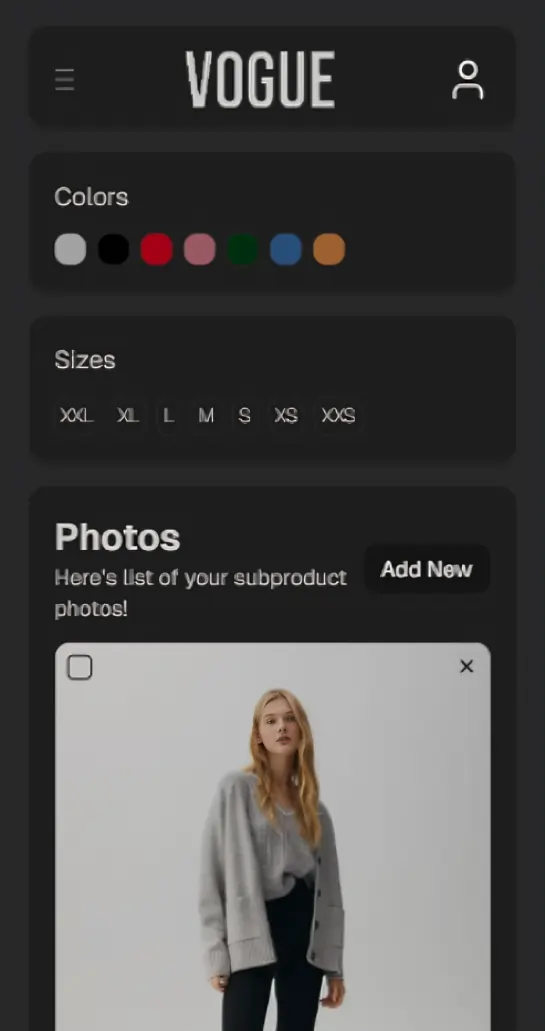 VOGUE
Colors
Sizes
XXL XL L M S XS XXS
Photos
Here's list of your subproduct
photos!
Add New